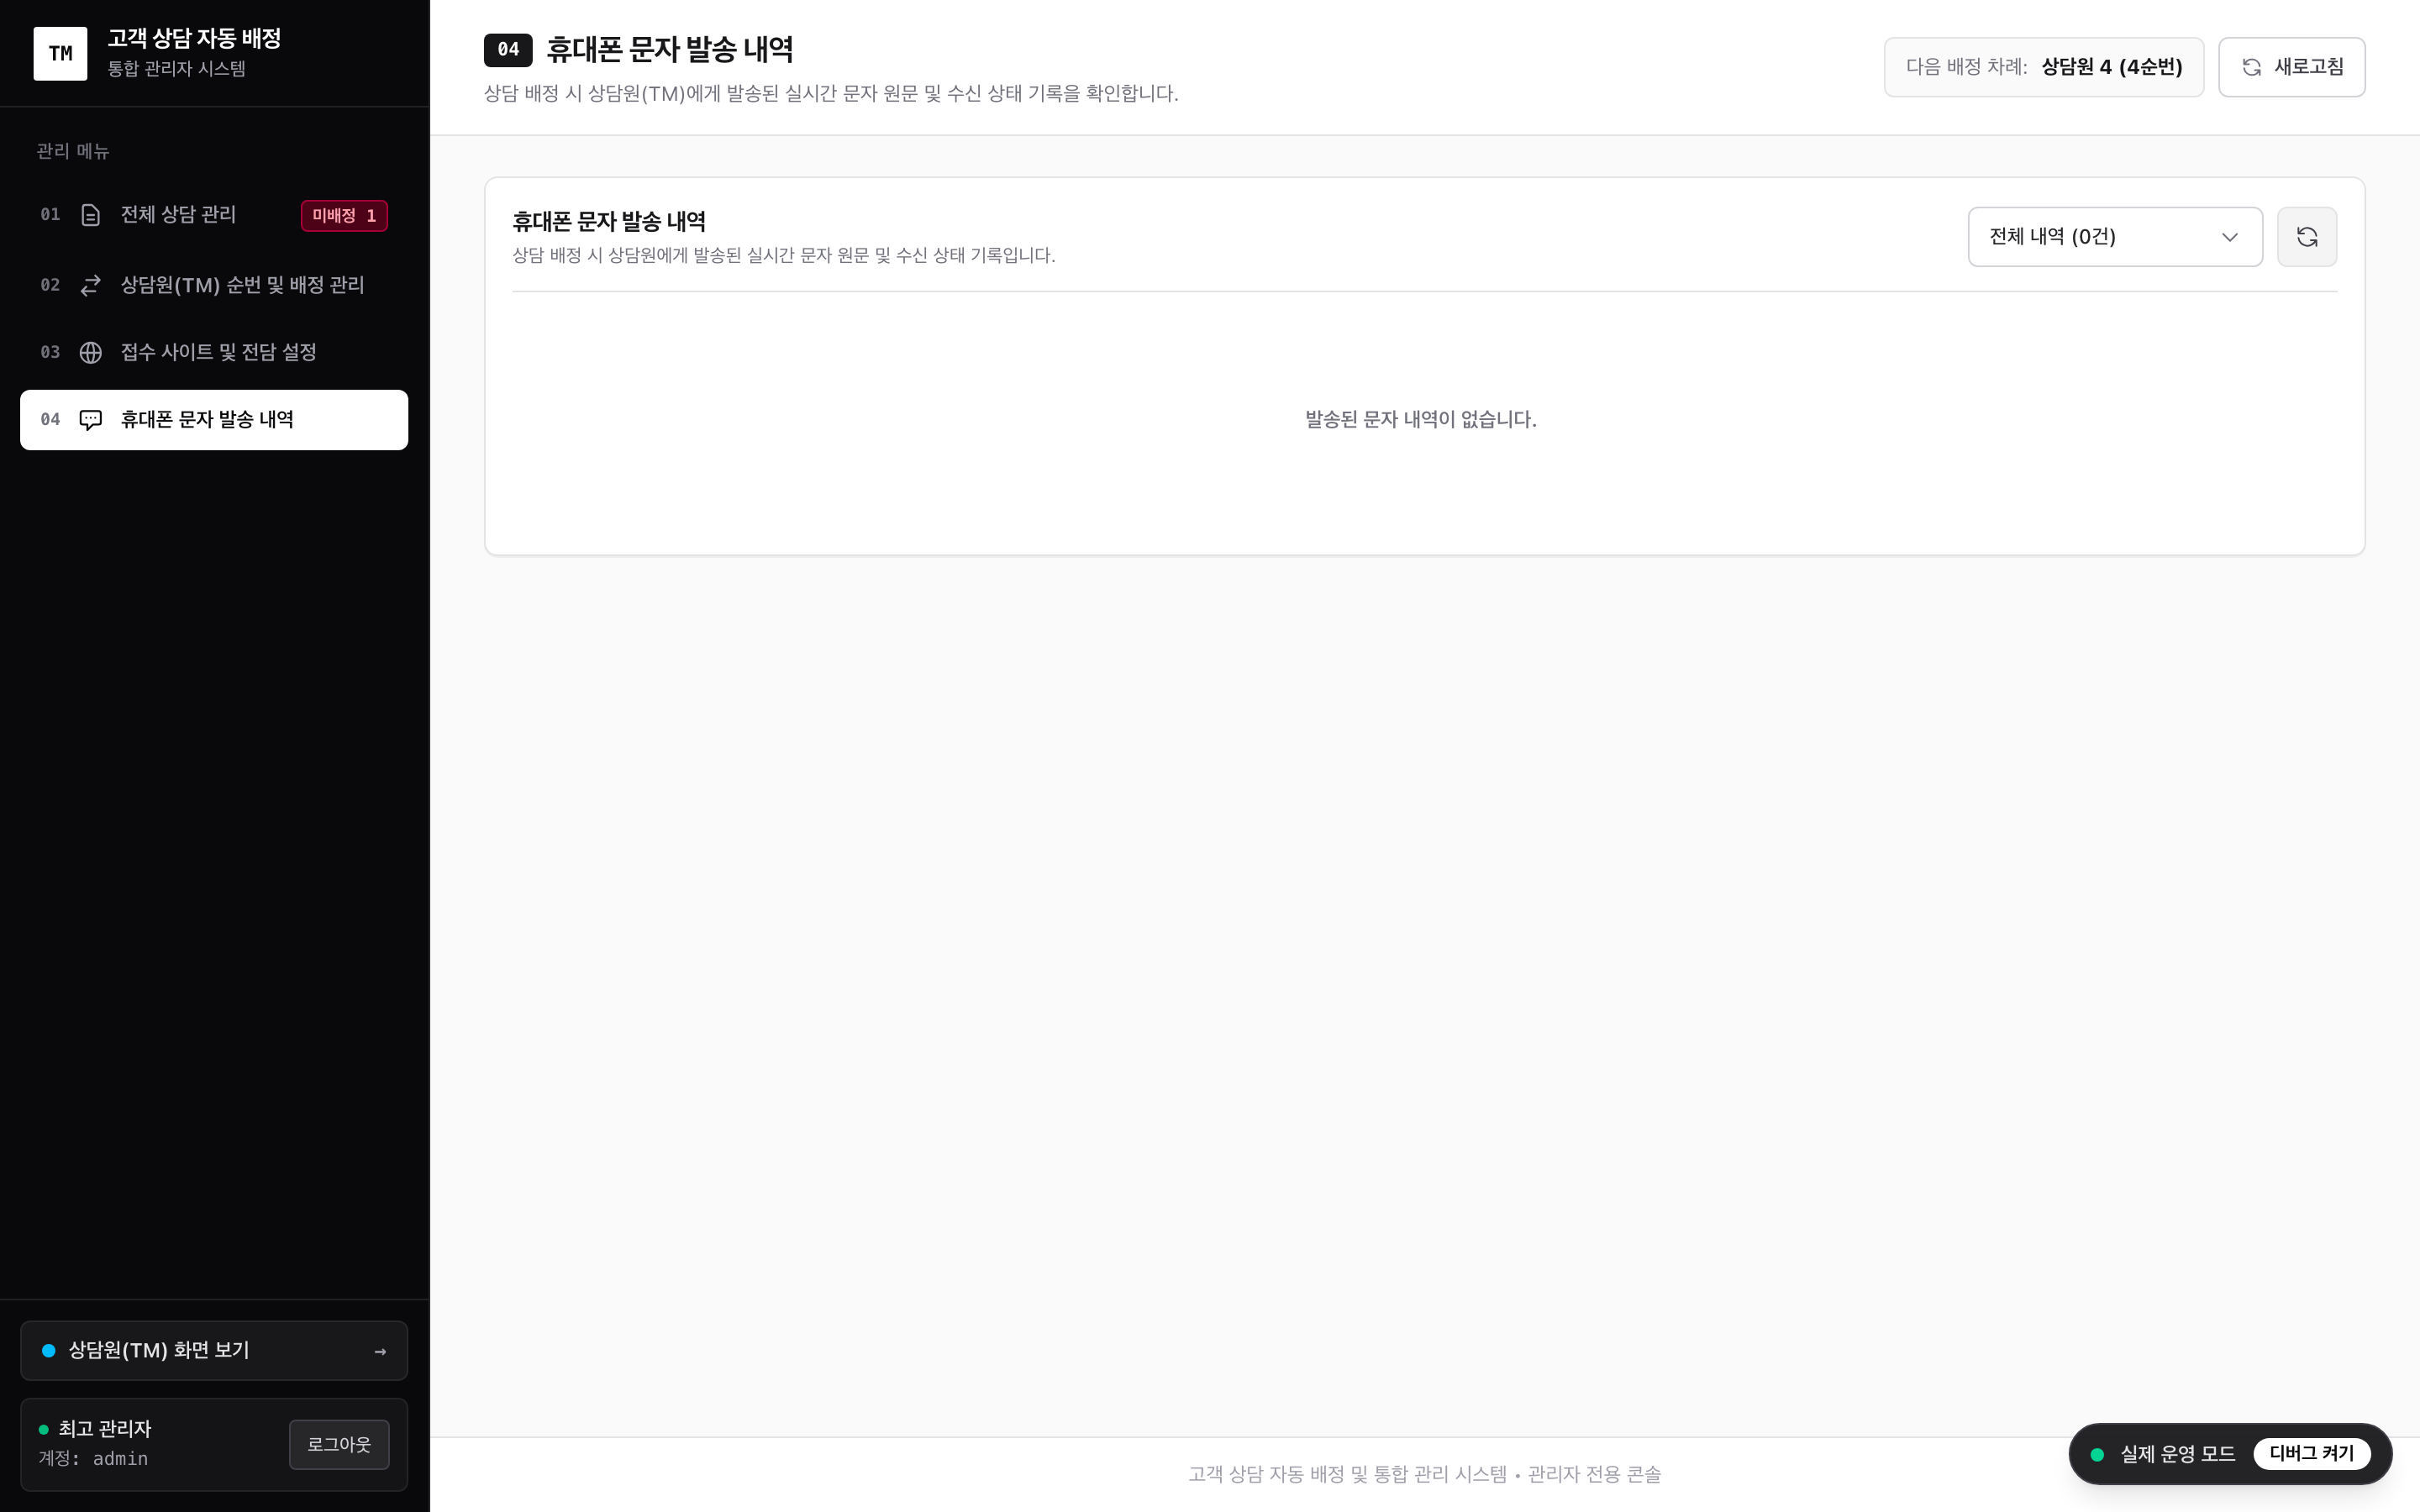 TM
고객 상담 자동 배정
통합 관리자 시스템
관리 메뉴
01 전체 상담 관리 미배정 1
02 상담원(TM) 순번 및 배정 관리
03 접수 사이트 및 전담 설정
04 휴대폰 문자 발송 내역
상담원(TM) 화면 보기 →
최고 관리자
계정: admin
로그아웃
04 휴대폰 문자 발송 내역
상담 배정 시 상담원(TM)에게 발송된 실시간 문자 원문 및 수신 상태 기록을 확인합니다.
다음 배정 차례: 상담원 4 (4순번)
새로고침
휴대폰 문자 발송 내역
상담 배정 시 상담원에게 발송된 실시간 문자 원문 및 수신 상태 기록입니다.
전체 내역 (0건)
발송된 문자 내역이 없습니다.
고객 상담 자동 배정 및 통합 관리 시스템 • 관리자 전용 콘솔
실제 운영 모드 디버그 켜기